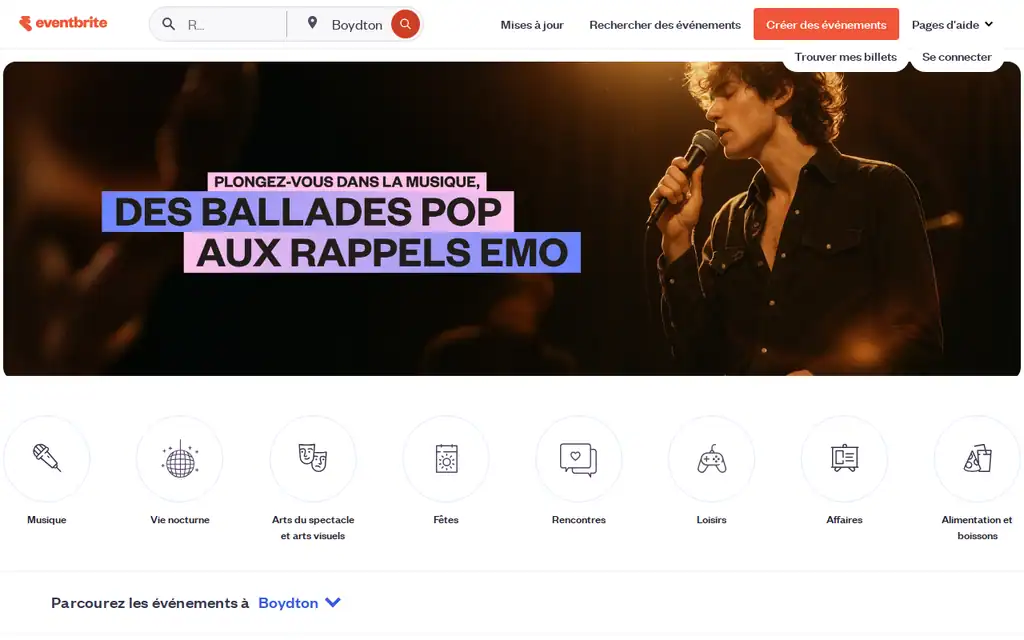 eventbrite
R...
Boydton
Mises à jour
Rechercher des événements
Créer des événements
Pages d'aide
Trouver mes billets
Se connecter
PLONGEZ-VOUS DANS LA MUSIQUE,
DES BALLADES POP
AUX RAPPELS EMO
Musique
Vie nocturne
Arts du spectacle
et arts visuels
Fêtes
Rencontres
Loisirs
Affaires
Alimentation et
boissons
Parcourez les événements à Boydton